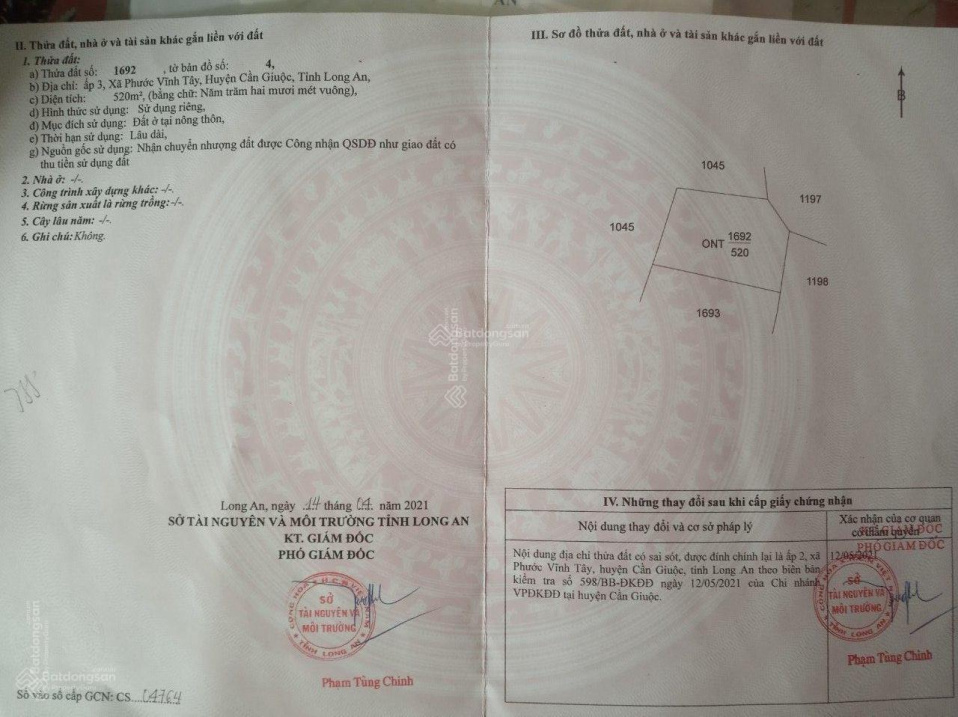 II. Thửa đất, nhà ở và tài sản khác gắn liền với đất
1. Thửa đất:
a) Thửa đất số: 1692 , tờ bản đồ số: 4,
b) Địa chỉ: ấp 3, Xã Phước Vĩnh Tây, Huyện Cần Giuộc, Tỉnh Long An,
c) Diện tích: 520m², (bằng chữ: Năm trăm hai mươi mét vuông),
d) Hình thức sử dụng: Sử dụng riêng,
đ) Mục đích sử dụng: Đất ở tại nông thôn,
e) Thời hạn sử dụng: Lâu dài,
g) Nguồn gốc sử dụng: Nhận chuyển nhượng đất được Công nhận QSDĐ như giao đất có
thu tiền sử dụng đất
2. Nhà ở: -/-.
3. Công trình xây dựng khác: -/-.
4. Rừng sản xuất là rừng trồng:-/-.
5. Cây lâu năm: -/-.
6. Ghi chú: Không.
Long An, ngày 14 tháng 04 năm 2021
SỞ TÀI NGUYÊN VÀ MÔI TRƯỜNG TỈNH LONG AN
KT. GIÁM ĐỐC
PHÓ GIÁM ĐỐC
SỞ
TÀI NGUYÊN VÀ
MÔI TRƯỜNG
TỈNH LONG AN
Phạm Tùng Chinh
Số vào sổ cấp GCN: CS 04764
III. Sơ đồ thửa đất, nhà ở và tài sản khác gắn liền với đất
B
1045
1197
1045
ONT 1692
520
1198
1693
Batdongsan
Batdongsan
Batdongsan
Batdongsan
IV. Những thay đổi sau khi cấp giấy chứng nhận
Nội dung thay đổi và cơ sở pháp lý
Xác nhận của cơ quan
có thẩm quyền
Nội dung địa chỉ thửa đất có sai sót, được đính chính lại là ấp 2, xã
Phước Vĩnh Tây, huyện Cần Giuộc, tỉnh Long An theo biên bản
kiểm tra số 598/BB-ĐKĐĐ ngày 12/05/2021 của Chi nhánh
VPĐKĐĐ tại huyện Cần Giuộc.
PHÓ GIÁM ĐỐC
12/05/2021
SỞ
TÀI NGUYÊN VÀ
MÔI TRƯỜNG
TỈNH LONG AN
Phạm Tùng Chinh